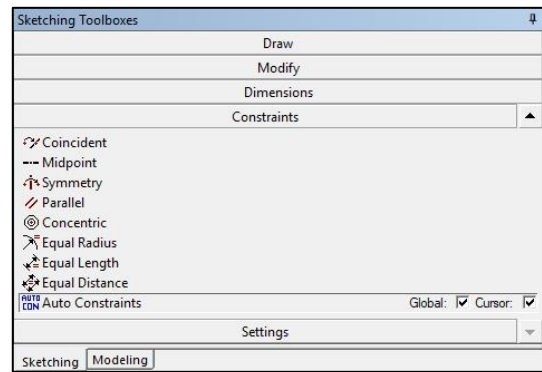 Sketching Toolboxes
Draw
Modify
Dimensions
Constraints
Coincident
Midpoint
Symmetry
Parallel
Concentric
Equal Radius
Equal Length
Equal Distance
AUTO CON Auto Constraints Global: Cursor:
Settings
Sketching Modeling